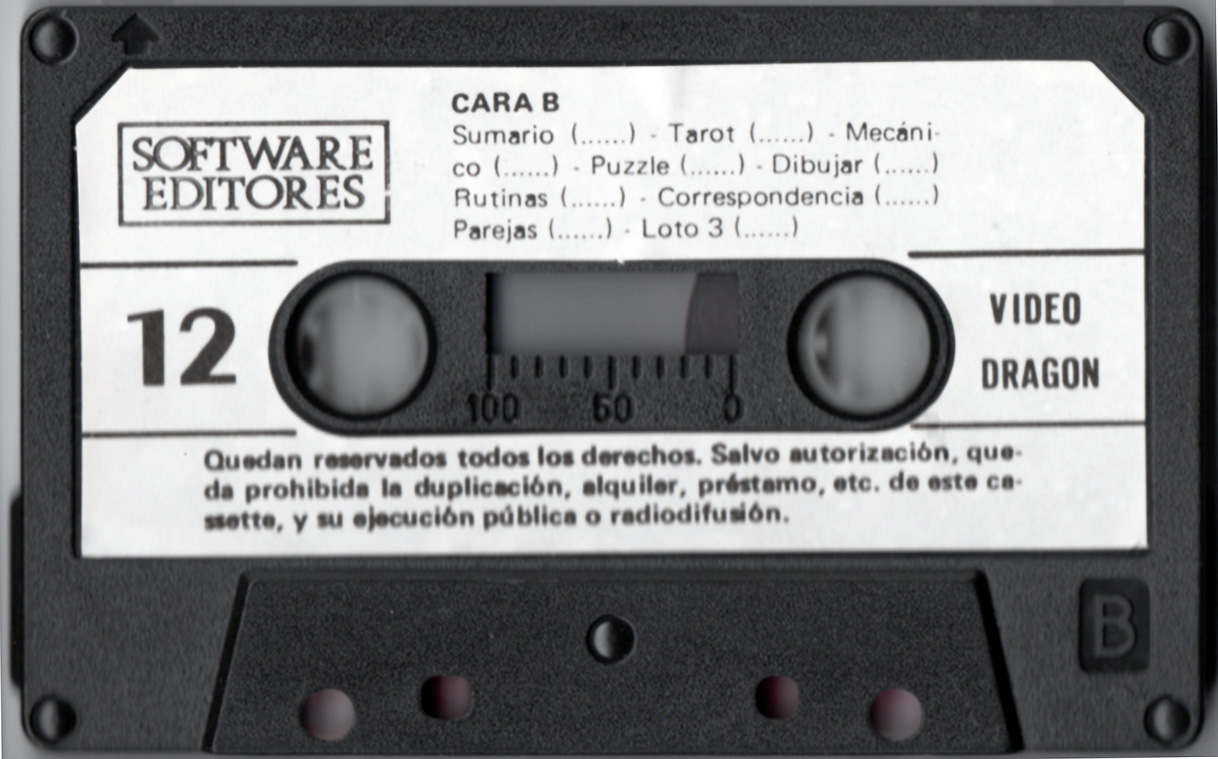 CARA B
Sumario (......) - Tarot (......) - Mecáni-
co (......) - Puzzle (......) - Dibujar (......)
Rutinas (......) - Correspondencia (......)
Parejas (......) - Loto 3 (......)
SOFTWARE
EDITORES
12
100 60 0
VIDEO
DRAGON
Quedan reservados todos los derechos. Salvo autorización, que-
da prohibida la duplicación, alquiler, préstamo, etc. de este ca-
ssette, y su ejecución pública o radiodifusión.
B